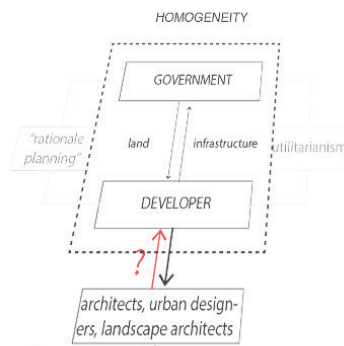 HOMOGENEITY
GOVERNMENT
"rationale
planning"
land
infrastructure
utilitarianism
DEVELOPER
?
architects, urban design-
ers, landscape architects